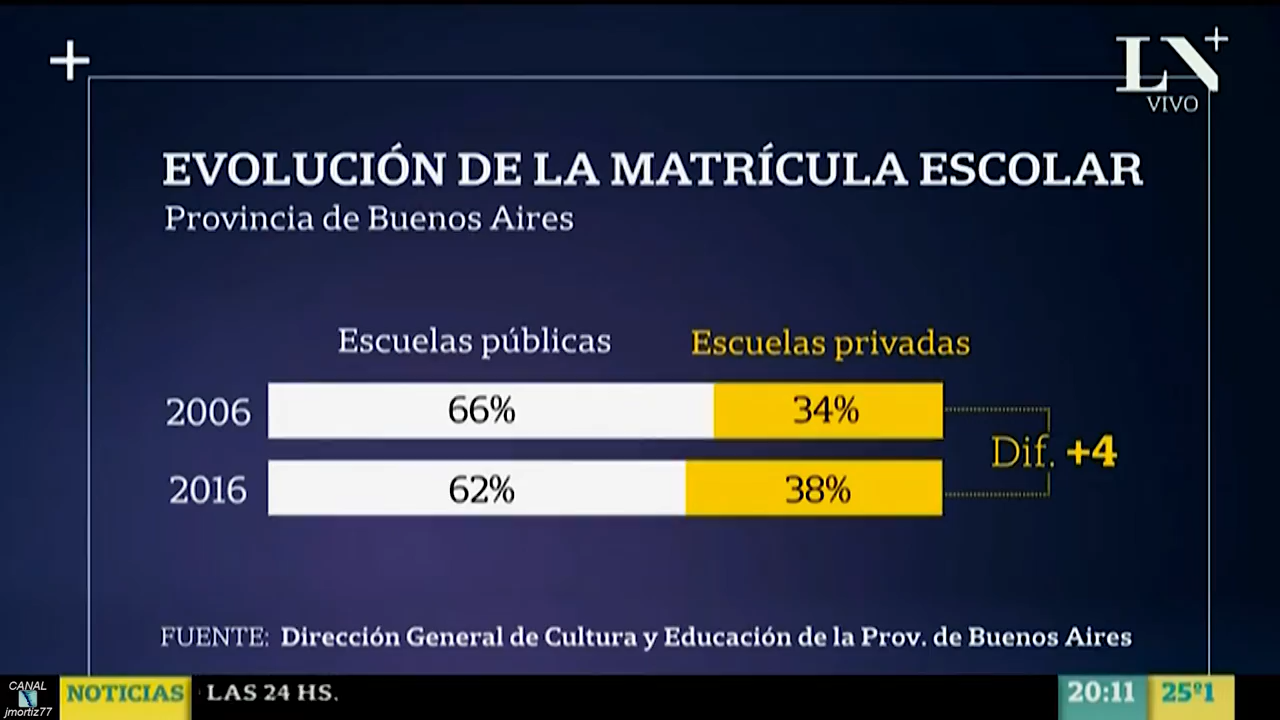 LN+
VIVO
EVOLUCIÓN DE LA MATRÍCULA ESCOLAR
Provincia de Buenos Aires
Escuelas públicas
Escuelas privadas
2006
66%
34%
Dif. +4
2016
62%
38%
FUENTE: Dirección General de Cultura y Educación de la Prov. de Buenos Aires
CANAL
jmortiz77
NOTICIAS
LAS 24 HS.
20:11
25º1